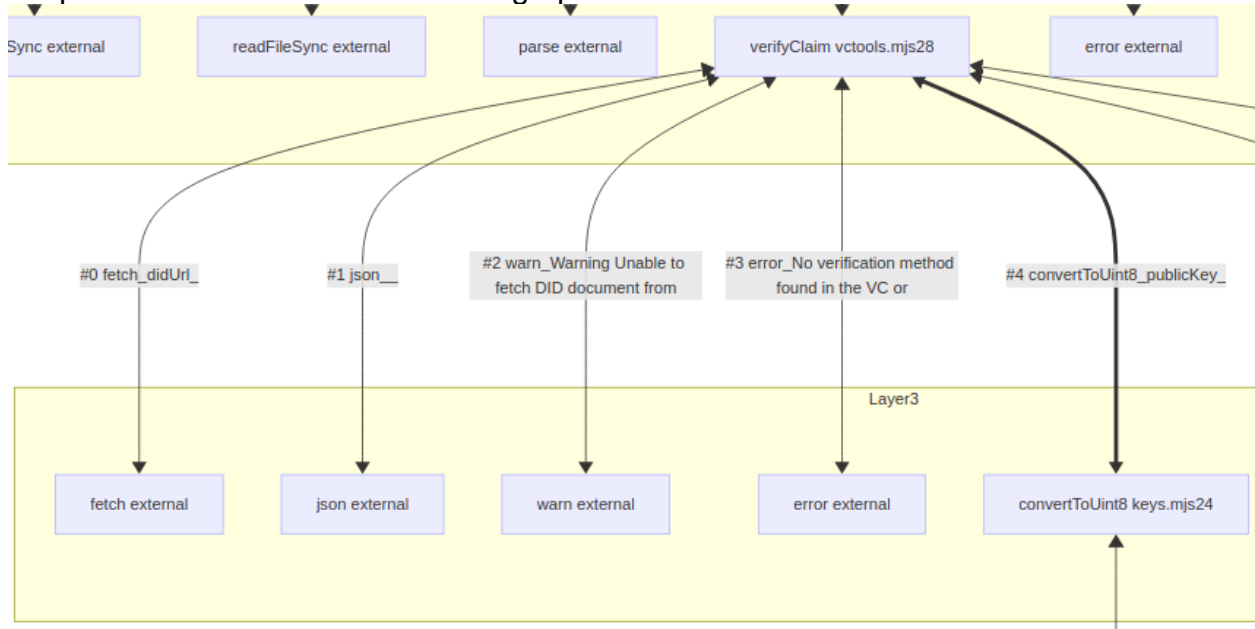 Sync external
readFileSync external
parse external
verifyClaim vctools.mjs28
error external
#0 fetch_didUrl_
#1 json__
#2 warn_Warning Unable to
fetch DID document from
#3 error_No verification method
found in the VC or
#4 convertToUint8_publicKey_
Layer3
fetch external
json external
warn external
error external
convertToUint8 keys.mjs24